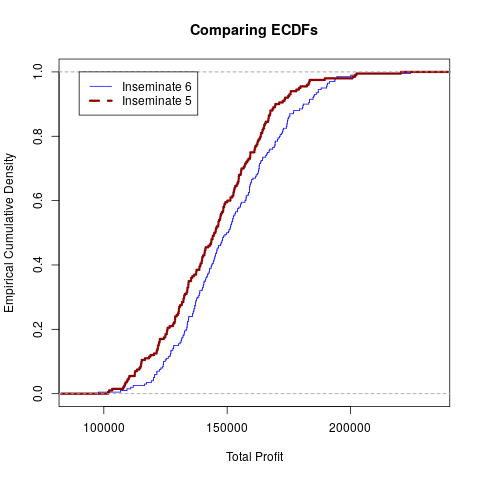 Comparing ECDFs
Inseminate 6
Inseminate 5
Empirical Cumulative Density
1.0
0.8
0.6
0.4
0.2
0.0
100000 150000 200000
Total Profit